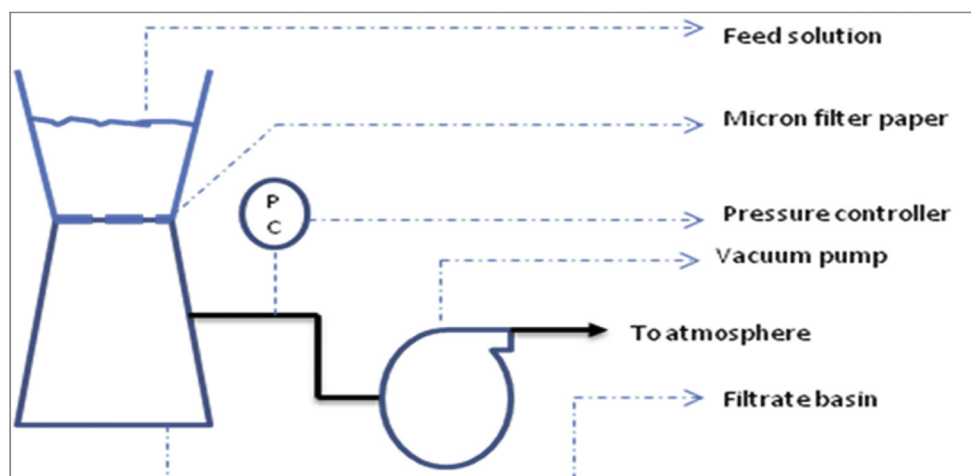 Feed solution
Micron filter paper
P
C
Pressure controller
Vacuum pump
To atmosphere
Filtrate basin